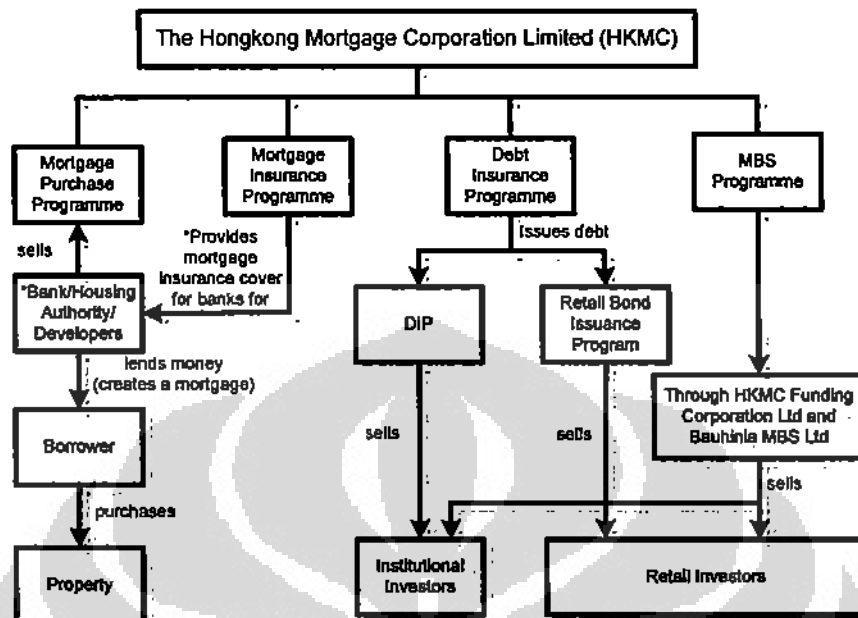 The Hongkong Mortgage Corporation Limited (HKMC)
Mortgage
Purchase
Programme
Mortgage
Insurance
Programme
Debt
Insurance
Programme
MBS
Programme
sells
*Provides
mortgage
insurance cover
for banks for
issues debt
*Bank/Housing
Authority/
Developers
DIP
Retail Bond
Issuance
Program
lends money
(creates a mortgage)
Through HKMC Funding
Corporation Ltd and
Bauhinia MBS Ltd
Borrower
sells
sells
sells
purchases
Property
Institutional
Investors
Retail Investors